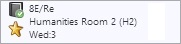 8E/Re
Humanities Room 2 (H2)
Wed:3